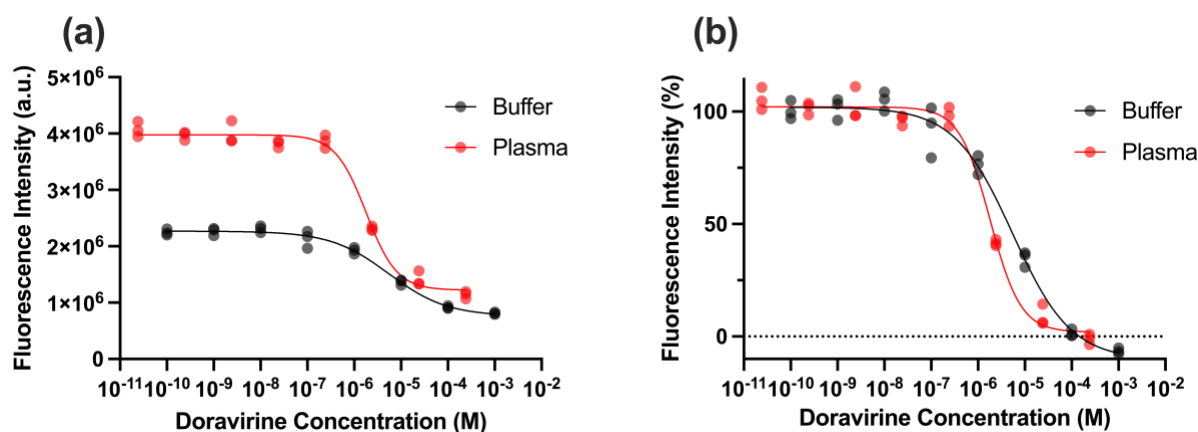 (a)
Fluorescence Intensity (a.u.)
5×10⁶
4×10⁶
3×10⁶
2×10⁶
1×10⁶
0
Buffer
Plasma
10⁻¹¹ 10⁻¹⁰ 10⁻⁹ 10⁻⁸ 10⁻⁷ 10⁻⁶ 10⁻⁵ 10⁻⁴ 10⁻³ 10⁻²
Doravirine Concentration (M)
(b)
Fluorescence Intensity (%)
100
50
0
Buffer
Plasma
10⁻¹¹ 10⁻¹⁰ 10⁻⁹ 10⁻⁸ 10⁻⁷ 10⁻⁶ 10⁻⁵ 10⁻⁴ 10⁻³ 10⁻²
Doravirine Concentration (M)